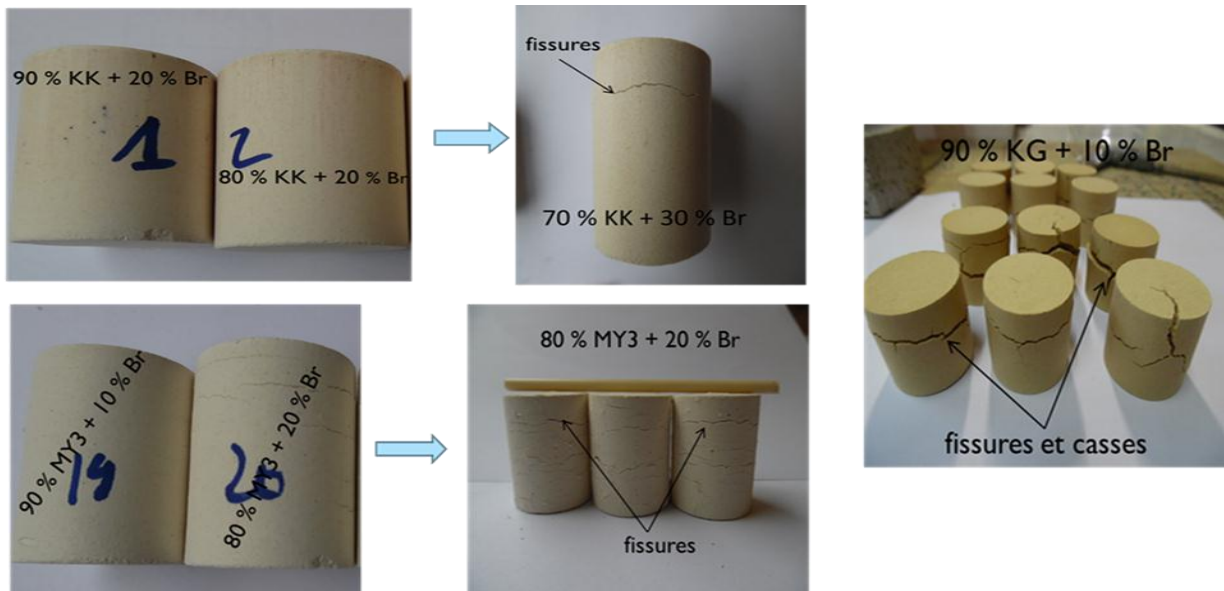 90 % KK + 20 % Br
1
2
80 % KK + 20 % Br
fissures
70 % KK + 30 % Br
90 % KG + 10 % Br
fissures et casses
90 % MY3 + 10 % Br
19
80 % MY3 + 20 % Br
20
80 % MY3 + 20 % Br
fissures